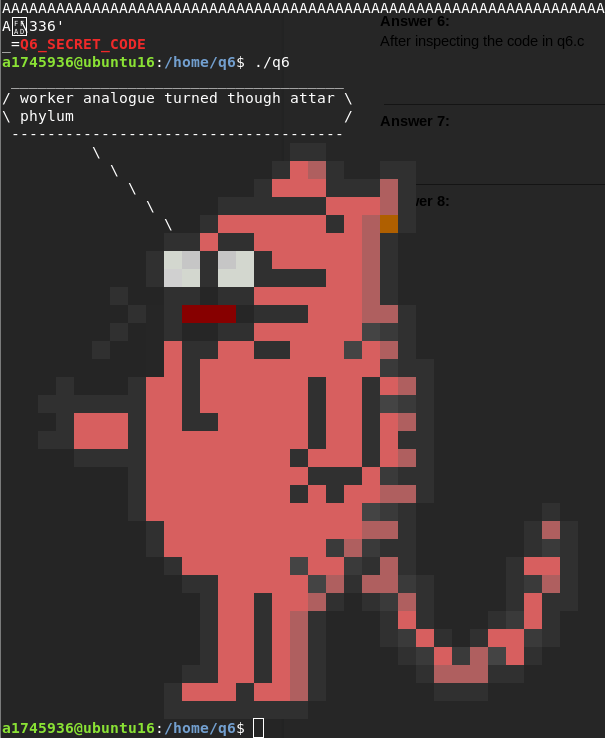 AAAAAAAAAAAAAAAAAAAAAAAAAAAAAAAAAAAAAAAAAAAAAAAAAAAAAAAAAAAAAAAAAAA
Answer 6:
A336'
After inspecting the code in q6.c
_=Q6_SECRET_CODE
a1745936@ubuntu16:/home/q6$ ./q6
/ worker analogue turned though attar \
\ phylum /
Answer 7:
wer 8:
a1745936@ubuntu16:/home/q6$